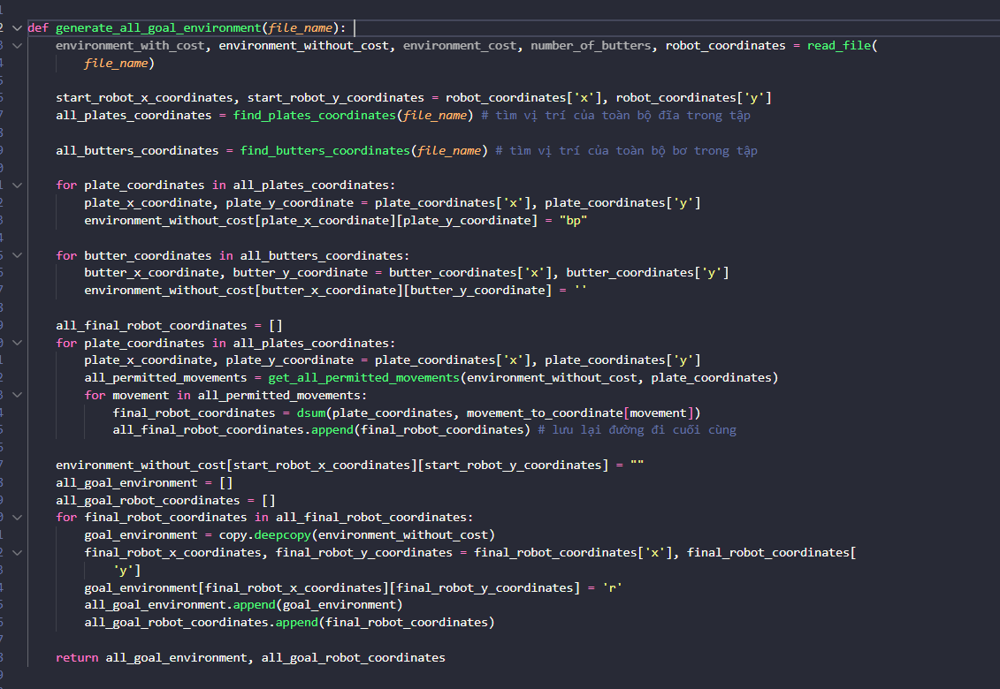 def generate_all_goal_environment(file_name):
    environment_with_cost, environment_without_cost, environment_cost, number_of_butters, robot_coordinates = read_file(
        file_name)
    start_robot_x_coordinates, start_robot_y_coordinates = robot_coordinates['x'], robot_coordinates['y']
    all_plates_coordinates = find_plates_coordinates(file_name) # tìm vị trí của toàn bộ đĩa trong tập
    all_butters_coordinates = find_butters_coordinates(file_name) # tìm vị trí của toàn bộ bơ trong tập
    for plate_coordinates in all_plates_coordinates:
        plate_x_coordinate, plate_y_coordinate = plate_coordinates['x'], plate_coordinates['y']
        environment_without_cost[plate_x_coordinate][plate_y_coordinate] = "bp"
    for butter_coordinates in all_butters_coordinates:
        butter_x_coordinate, butter_y_coordinate = butter_coordinates['x'], butter_coordinates['y']
        environment_without_cost[butter_x_coordinate][butter_y_coordinate] = ''
    all_final_robot_coordinates = []
    for plate_coordinates in all_plates_coordinates:
        plate_x_coordinate, plate_y_coordinate = plate_coordinates['x'], plate_coordinates['y']
        all_permitted_movements = get_all_permitted_movements(environment_without_cost, plate_coordinates)
        for movement in all_permitted_movements:
            final_robot_coordinates = dsum(plate_coordinates, movement_to_coordinate[movement])
            all_final_robot_coordinates.append(final_robot_coordinates) # lưu lại đường đi cuối cùng
    environment_without_cost[start_robot_x_coordinates][start_robot_y_coordinates] = ""
    all_goal_environment = []
    all_goal_robot_coordinates = []
    for final_robot_coordinates in all_final_robot_coordinates:
        goal_environment = copy.deepcopy(environment_without_cost)
        final_robot_x_coordinates, final_robot_y_coordinates = final_robot_coordinates['x'], final_robot_coordinates[
            'y']
        goal_environment[final_robot_x_coordinates][final_robot_y_coordinates] = 'r'
        all_goal_environment.append(goal_environment)
        all_goal_robot_coordinates.append(final_robot_coordinates)
    return all_goal_environment, all_goal_robot_coordinates